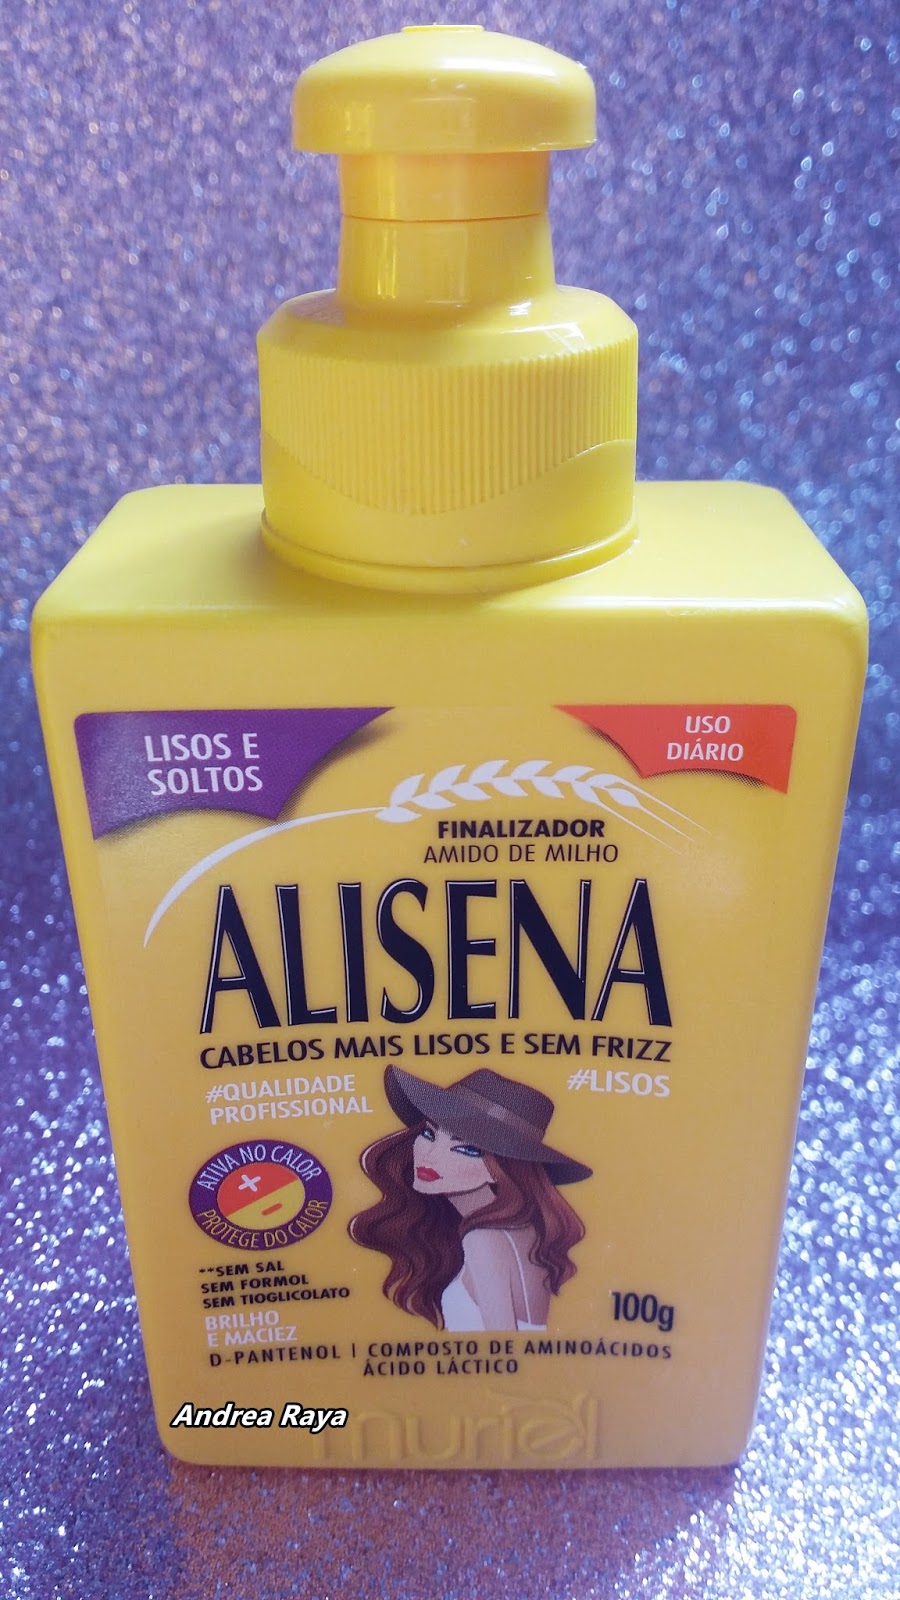 LISOS E
SOLTOS
USO
DIÁRIO
FINALIZADOR
AMIDO DE MILHO
ALISENA
CABELOS MAIS LISOS E SEM FRIZZ
#QUALIDADE
PROFISSIONAL
#LISOS
ATIVA NO CALOR
PROTEGE DO CALOR
**SEM SAL
SEM FORMOL
SEM TIOGLICOLATO
BRILHO
E MACIEZ
100g
D-PANTENOL | COMPOSTO DE AMINOÁCIDOS
ÁCIDO LÁCTICO
Andrea Raya
muriel